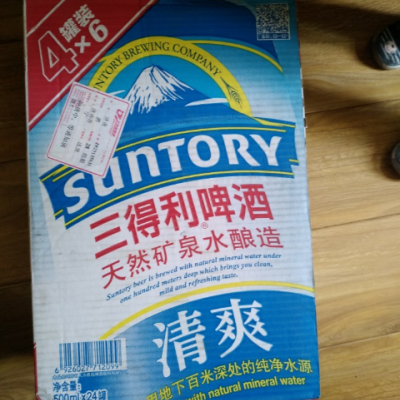 4罐装×6
SUNTORY BREWING COMPANY
SUNTORY
三得利啤酒
®
天然矿泉水酿造
Suntory beer is brewed with natural mineral water under
one hundred meters deep which brings you clean,
mild and refreshing taste.
清爽
用地下百米深处的纯净水源
with natural mineral water
净含量:
500ml×24罐